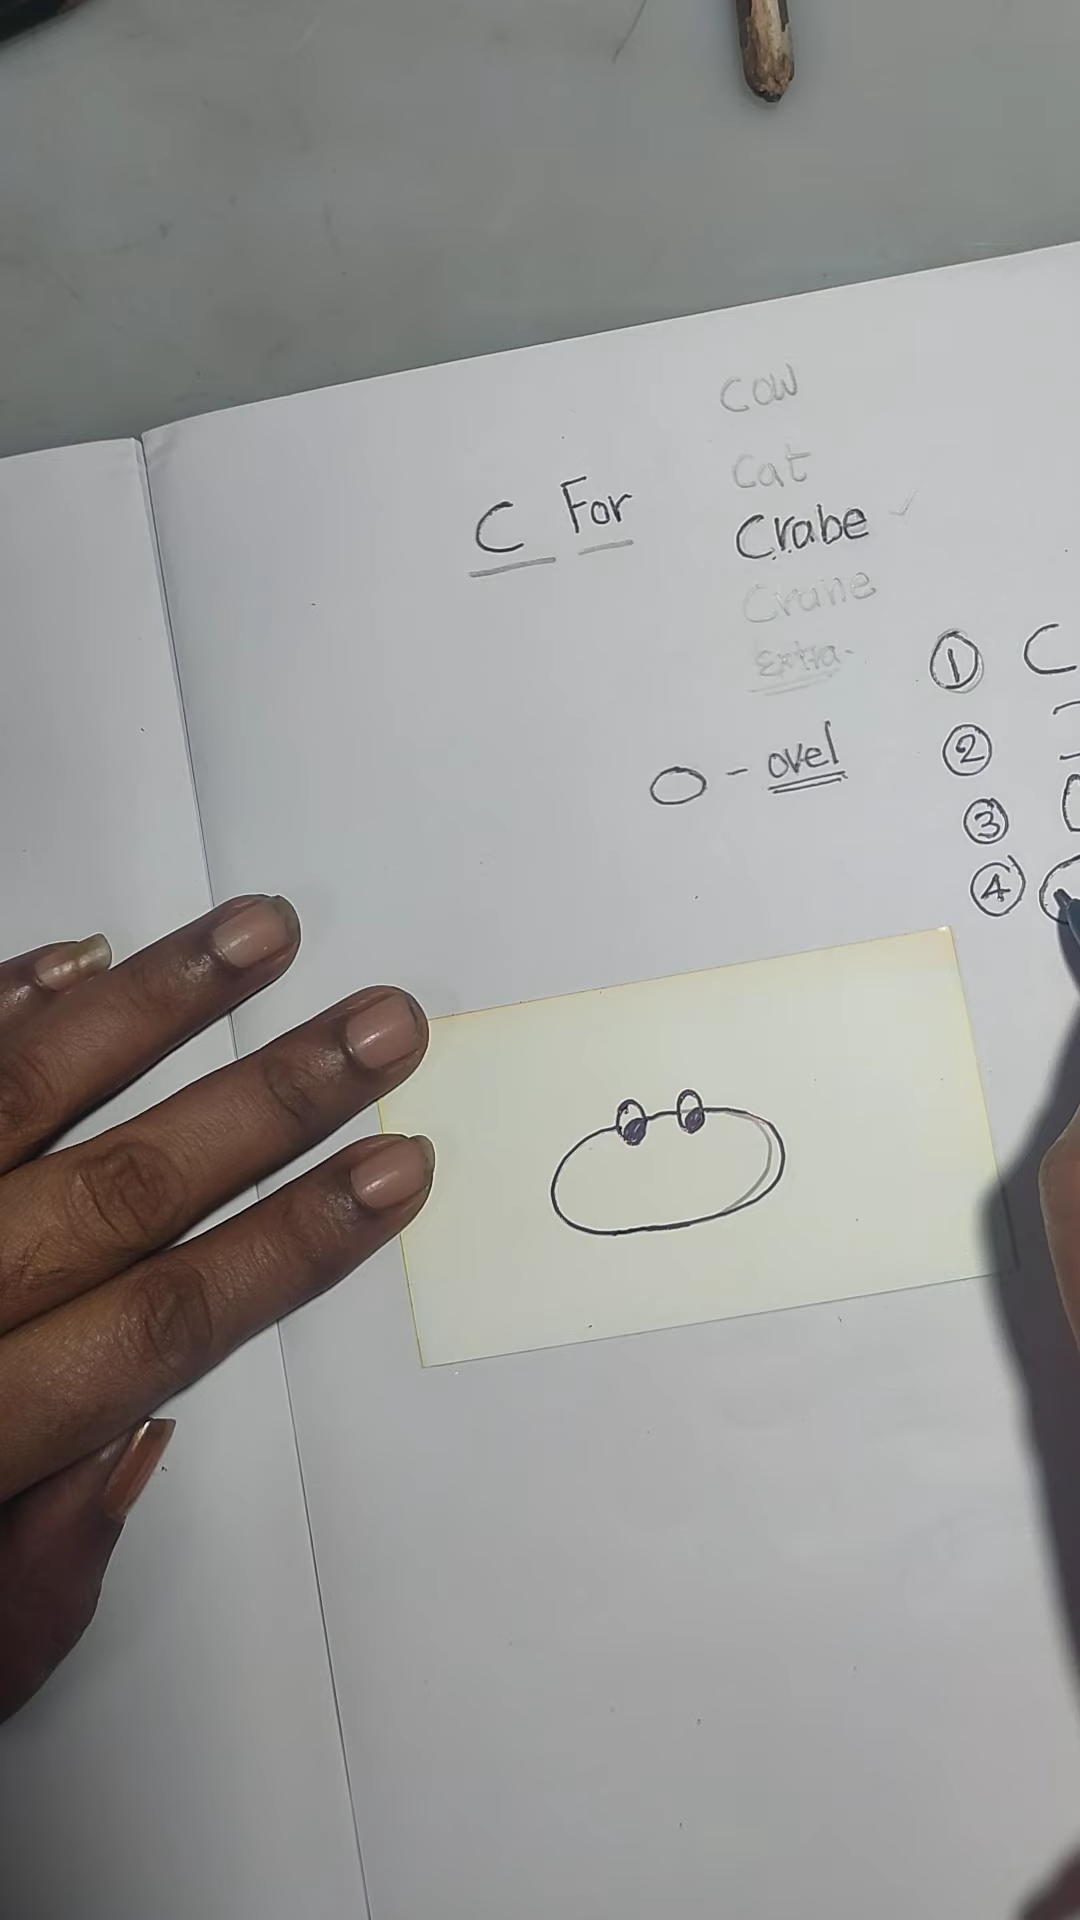 Cow
Cat
C For
Crabe
Crane
Extra.
① C
O - ovel
②
③
④